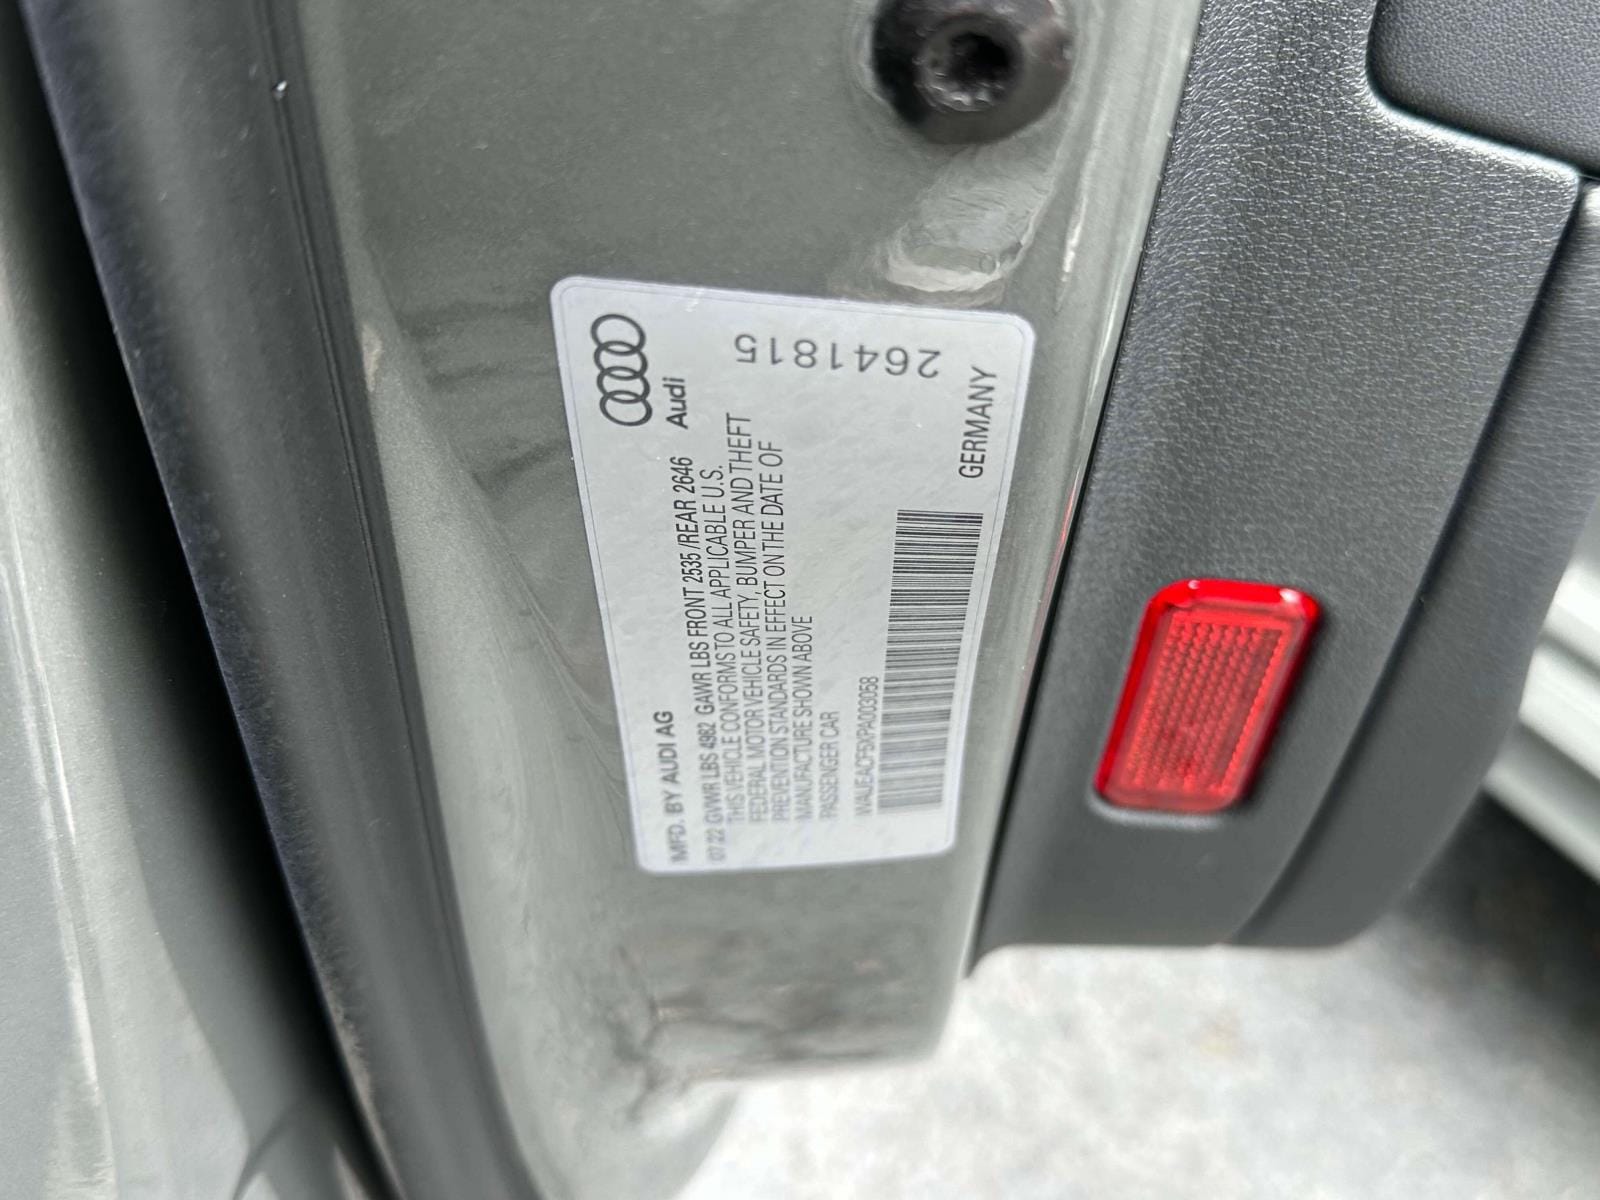 Audi
MFD. BY AUDI AG
07.22 GVWR LBS 4982 GAWR LBS FRONT 2535 /REAR 2646
THIS VEHICLE CONFORMS TO ALL APPLICABLE U.S.
FEDERAL MOTOR VEHICLE SAFETY, BUMPER AND THEFT
PREVENTION STANDARDS IN EFFECT ON THE DATE OF
MANUFACTURE SHOWN ABOVE
PASSENGER CAR
WAUEACF5XPA003058
GERMANY
2641815